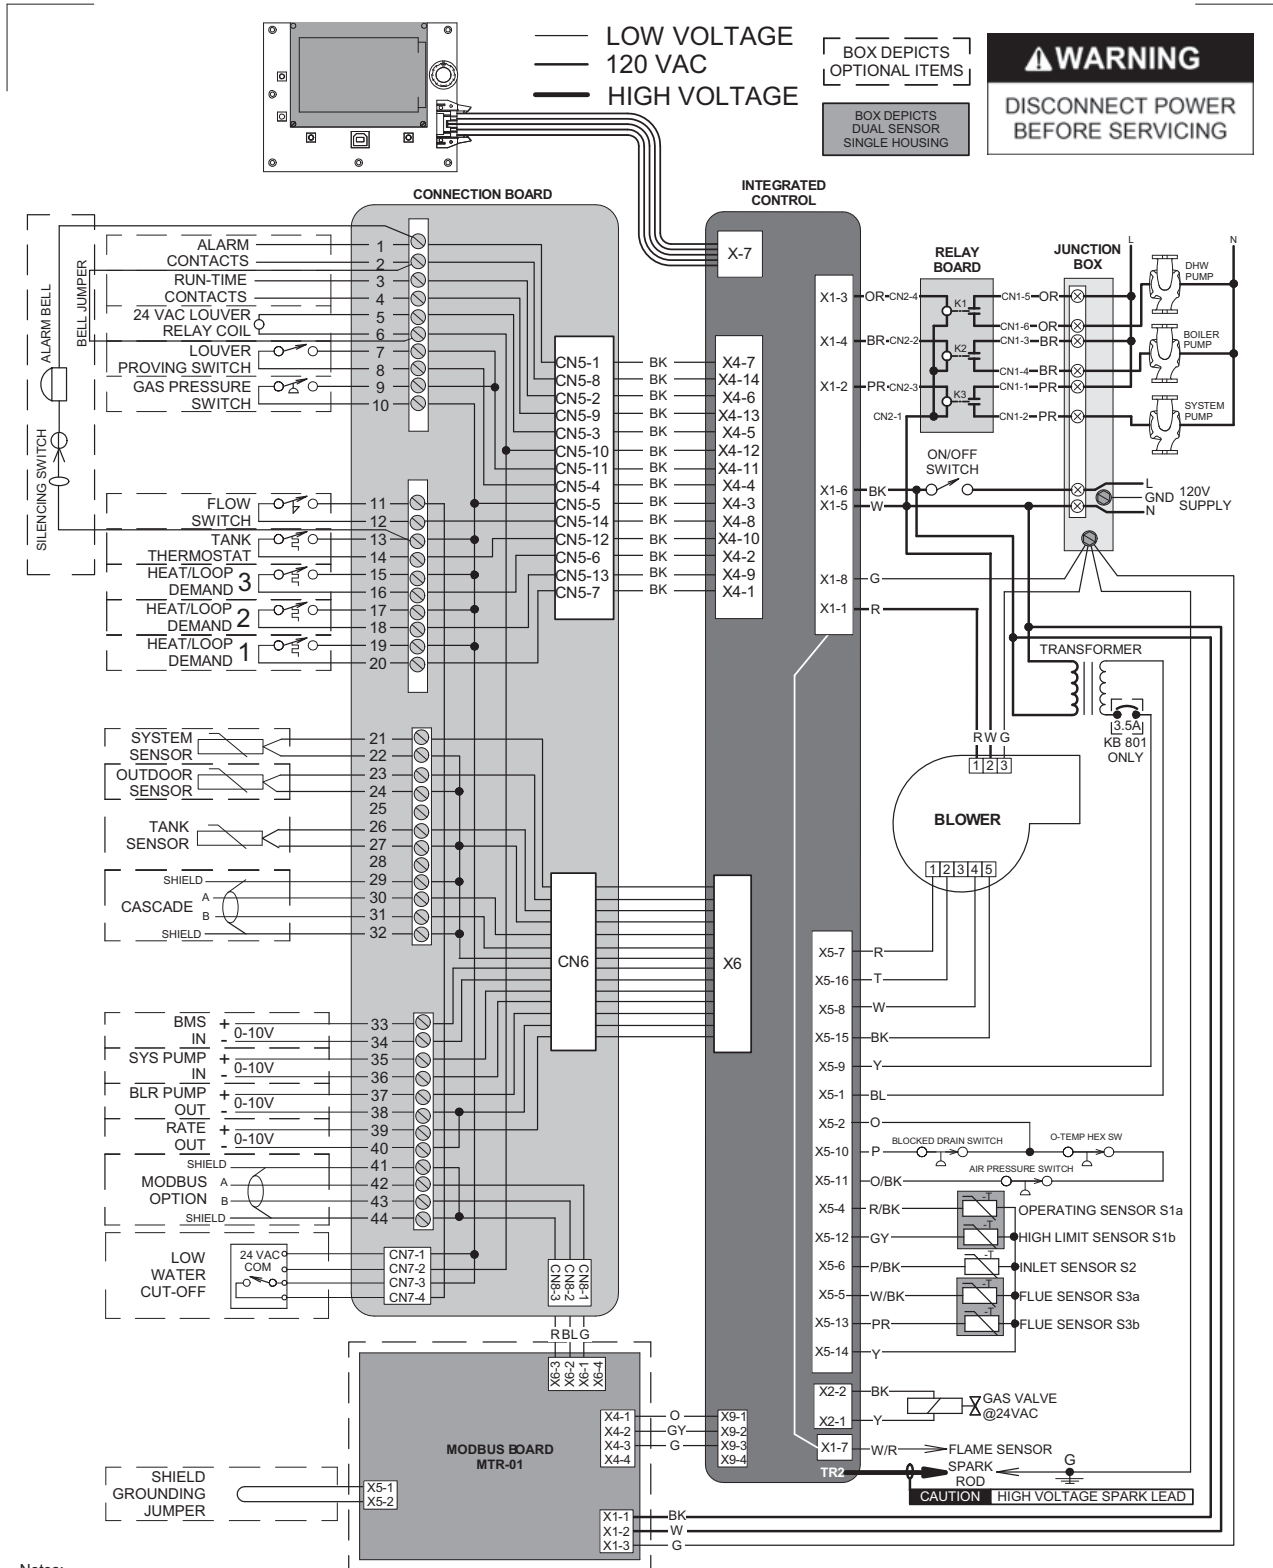 LOW VOLTAGE
120 VAC
HIGH VOLTAGE
BOX DEPICTS
OPTIONAL ITEMS
BOX DEPICTS
DUAL SENSOR
SINGLE HOUSING
WARNING
DISCONNECT POWER
BEFORE SERVICING
CONNECTION BOARD
INTEGRATED
CONTROL
X-7
RELAY
BOARD
JUNCTION
BOX
L
N
ALARM BELL
BELL JUMPER
SILENCING SWITCH
ALARM
CONTACTS
RUN-TIME
CONTACTS
24 VAC LOUVER
RELAY COIL
LOUVER
PROVING SWITCH
GAS PRESSURE
SWITCH
1
2
3
4
5
6
7
8
9
10
FLOW
SWITCH
TANK
THERMOSTAT
HEAT/LOOP
DEMAND 3
HEAT/LOOP
DEMAND 2
HEAT/LOOP
DEMAND 1
11
12
13
14
15
16
17
18
19
20
CN5-1 BK X4-7
CN5-8 BK X4-14
CN5-2 BK X4-6
CN5-9 BK X4-13
CN5-3 BK X4-5
CN5-10 BK X4-12
CN5-11 BK X4-11
CN5-4 BK X4-4
CN5-5 BK X4-3
CN5-14 BK X4-8
CN5-12 BK X4-10
CN5-6 BK X4-2
CN5-13 BK X4-9
CN5-7 BK X4-1
X1-3 OR CN2-4 K1 CN1-5 OR
CN1-6 OR
X1-4 BR CN2-2 K2 CN1-3 BR
CN1-4 BR
X1-2 PR CN2-3 K3 CN1-1 PR
CN2-1 CN1-2 PR
DHW
PUMP
BOILER
PUMP
SYSTEM
PUMP
ON/OFF
SWITCH
X1-6 BK
X1-5 W
L
GND
N
120V
SUPPLY
X1-8 G
X1-1 R
TRANSFORMER
3.5A
KB 801
ONLY
R W G
1 2 3
BLOWER
1 2 3 4 5
SYSTEM
SENSOR
OUTDOOR
SENSOR
TANK
SENSOR
SHIELD
A
CASCADE
B
SHIELD
21
22
23
24
25
26
27
28
29
30
31
32
CN6
X6
BMS +
IN -
0-10V
SYS PUMP +
IN -
0-10V
BLR PUMP +
OUT -
0-10V
RATE +
OUT -
0-10V
SHIELD
MODBUS A
OPTION B
SHIELD
33
34
35
36
37
38
39
40
41
42
43
44
LOW
WATER
CUT-OFF
24 VAC
COM
CN7-1
CN7-2
CN7-3
CN7-4
CN8-3
CN8-2
CN8-1
R BL G
X6-3
X6-2
X6-1
X6-4
X5-7 R
X5-16 T
X5-8 W
X5-15 BK
X5-9 Y
X5-1 BL
X5-2 O
X5-10 P BLOCKED DRAIN SWITCH O-TEMP HEX SW
X5-11 O/BK AIR PRESSURE SWITCH
X5-4 R/BK -T OPERATING SENSOR S1a
X5-12 GY -T HIGH LIMIT SENSOR S1b
X5-6 P/BK -T INLET SENSOR S2
X5-5 W/BK -T FLUE SENSOR S3a
X5-13 PR -T FLUE SENSOR S3b
X5-14 Y
X2-2 BK
X2-1 Y
GAS VALVE
@24VAC
X1-7 W/R FLAME SENSOR
TR2
SPARK
ROD
G
CAUTION HIGH VOLTAGE SPARK LEAD
MODBUS BOARD
MTR-01
X4-1 O X9-1
X4-2 GY X9-2
X4-3 G X9-3
X4-4 X9-4
SHIELD
GROUNDING
JUMPER
X5-1
X5-2
X1-1 BK
X1-2 W
X1-3 G